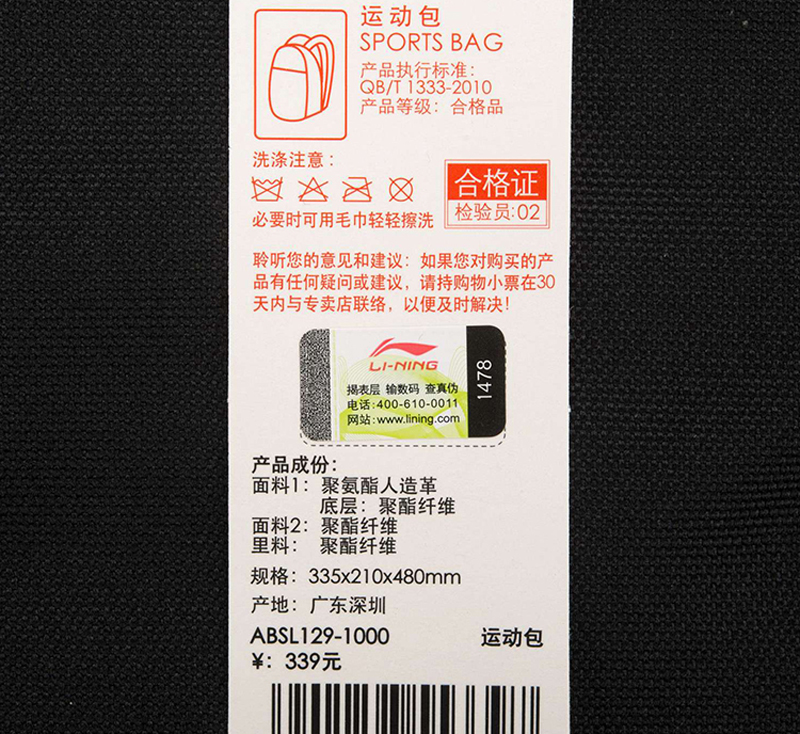 运动包
SPORTS BAG
产品执行标准：
QB/T 1333-2010
产品等级：合格品
洗涤注意：
必要时可用毛巾轻轻擦洗
合格证
检验员:02
聆听您的意见和建议：如果您对购买的产
品有任何疑问或建议，请持购物小票在30
天内与专卖店联络，以便及时解决！
LI-NING
揭表层 输数码 查真伪
电话:400-610-0011
网站:www.lining.com
1478
产品成份：
面料1：聚氨酯人造革
底层：聚酯纤维
面料2：聚酯纤维
里料：聚酯纤维
规格：335x210x480mm
产地：广东深圳
ABSL129-1000 运动包
¥：339元